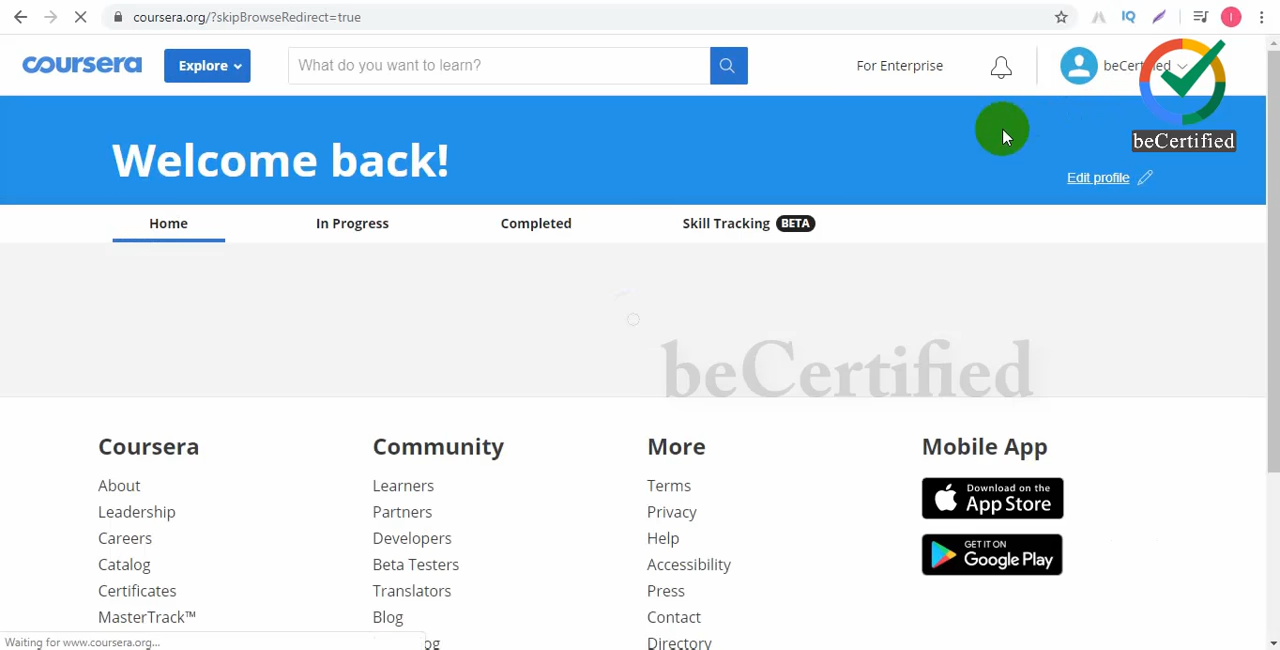 coursera.org/?skipBrowseRedirect=true
IQ
I
coursera
Explore
What do you want to learn?
For Enterprise
beCertified
beCertified
Welcome back!
Edit profile
Home
In Progress
Completed
Skill Tracking BETA
beCertified
Coursera
Community
More
Mobile App
About
Learners
Terms
Download on the
App Store
Leadership
Partners
Privacy
Careers
Developers
Help
GET IT ON
Google Play
Catalog
Beta Testers
Accessibility
Certificates
Translators
Press
MasterTrack™
Blog
Contact
Directory
Waiting for www.coursera.org...